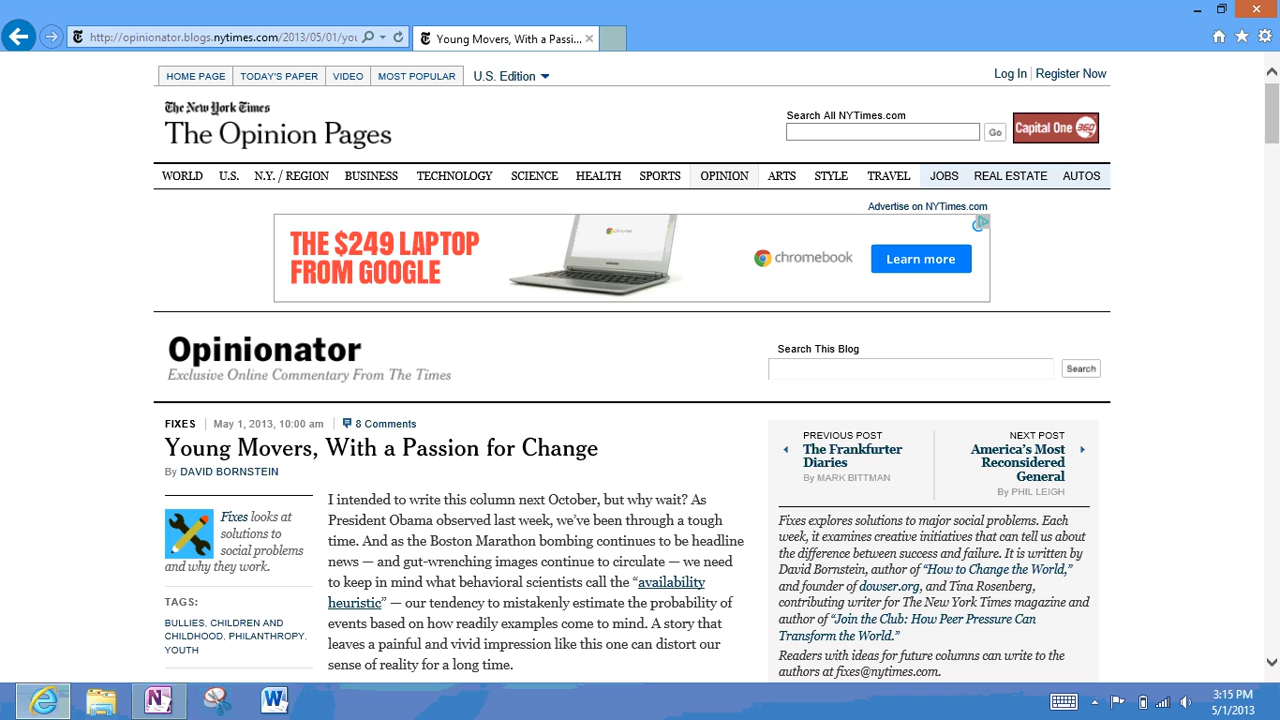 http://opinionator.blogs.nytimes.com/2013/05/01/you
Young Movers, With a Passi...
HOME PAGE
TODAY'S PAPER
VIDEO
MOST POPULAR
U.S. Edition
Log In
Register Now
The New York Times
The Opinion Pages
Search All NYTimes.com
Go
Capital One 360
WORLD
U.S.
N.Y. / REGION
BUSINESS
TECHNOLOGY
SCIENCE
HEALTH
SPORTS
OPINION
ARTS
STYLE
TRAVEL
JOBS
REAL ESTATE
AUTOS
Advertise on NYTimes.com
THE $249 LAPTOP
FROM GOOGLE
chromebook
Learn more
Opinionator
Exclusive Online Commentary From The Times
Search This Blog
Search
FIXES
May 1, 2013, 10:00 am
8 Comments
Young Movers, With a Passion for Change
By DAVID BORNSTEIN
Fixes looks at
solutions to
social problems
and why they work.
TAGS:
BULLIES, CHILDREN AND
CHILDHOOD, PHILANTHROPY,
YOUTH
I intended to write this column next October, but why wait? As
President Obama observed last week, we've been through a tough
time. And as the Boston Marathon bombing continues to be headline
news — and gut-wrenching images continue to circulate — we need
to keep in mind what behavioral scientists call the “availability
heuristic” — our tendency to mistakenly estimate the probability of
events based on how readily examples come to mind. A story that
leaves a painful and vivid impression like this one can distort our
sense of reality for a long time.
PREVIOUS POST
The Frankfurter
Diaries
By MARK BITTMAN
NEXT POST
America's Most
Reconsidered
General
By PHIL LEIGH
Fixes explores solutions to major social problems. Each
week, it examines creative initiatives that can tell us about
the difference between success and failure. It is written by
David Bornstein, author of “How to Change the World,”
and founder of dowser.org, and Tina Rosenberg,
contributing writer for The New York Times magazine and
author of “Join the Club: How Peer Pressure Can
Transform the World.”
Readers with ideas for future columns can write to the
authors at fixes@nytimes.com.
3:15 PM
5/1/2013